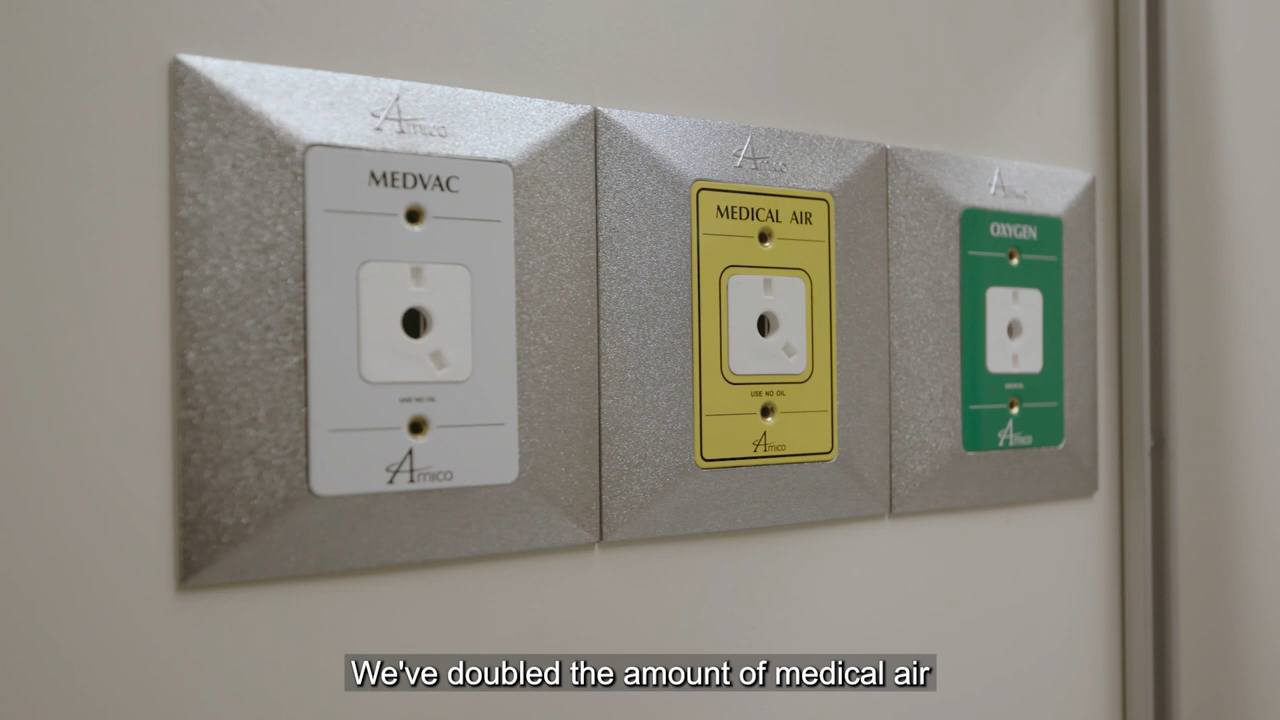 Amico
MEDVAC
USE NO OIL
Amico
Amico
MEDICAL AIR
USE NO OIL
Amico
Amico
OXYGEN
Amico
We've doubled the amount of medical air